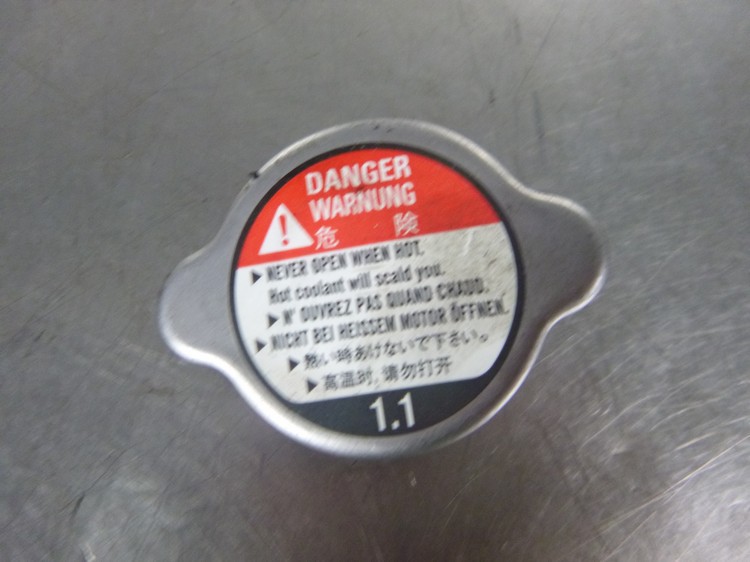 DANGER
WARNUNG
危 険
▶ NEVER OPEN WHEN HOT.
Hot coolant will scald you.
▶ N' OUVREZ PAS QUAND CHAUD.
▶ NICHT BEI HEISSEM MOTOR ÖFFNEN.
▶ 熱い時あけないで下さい。
▶ 高温时,请勿打开
1.1